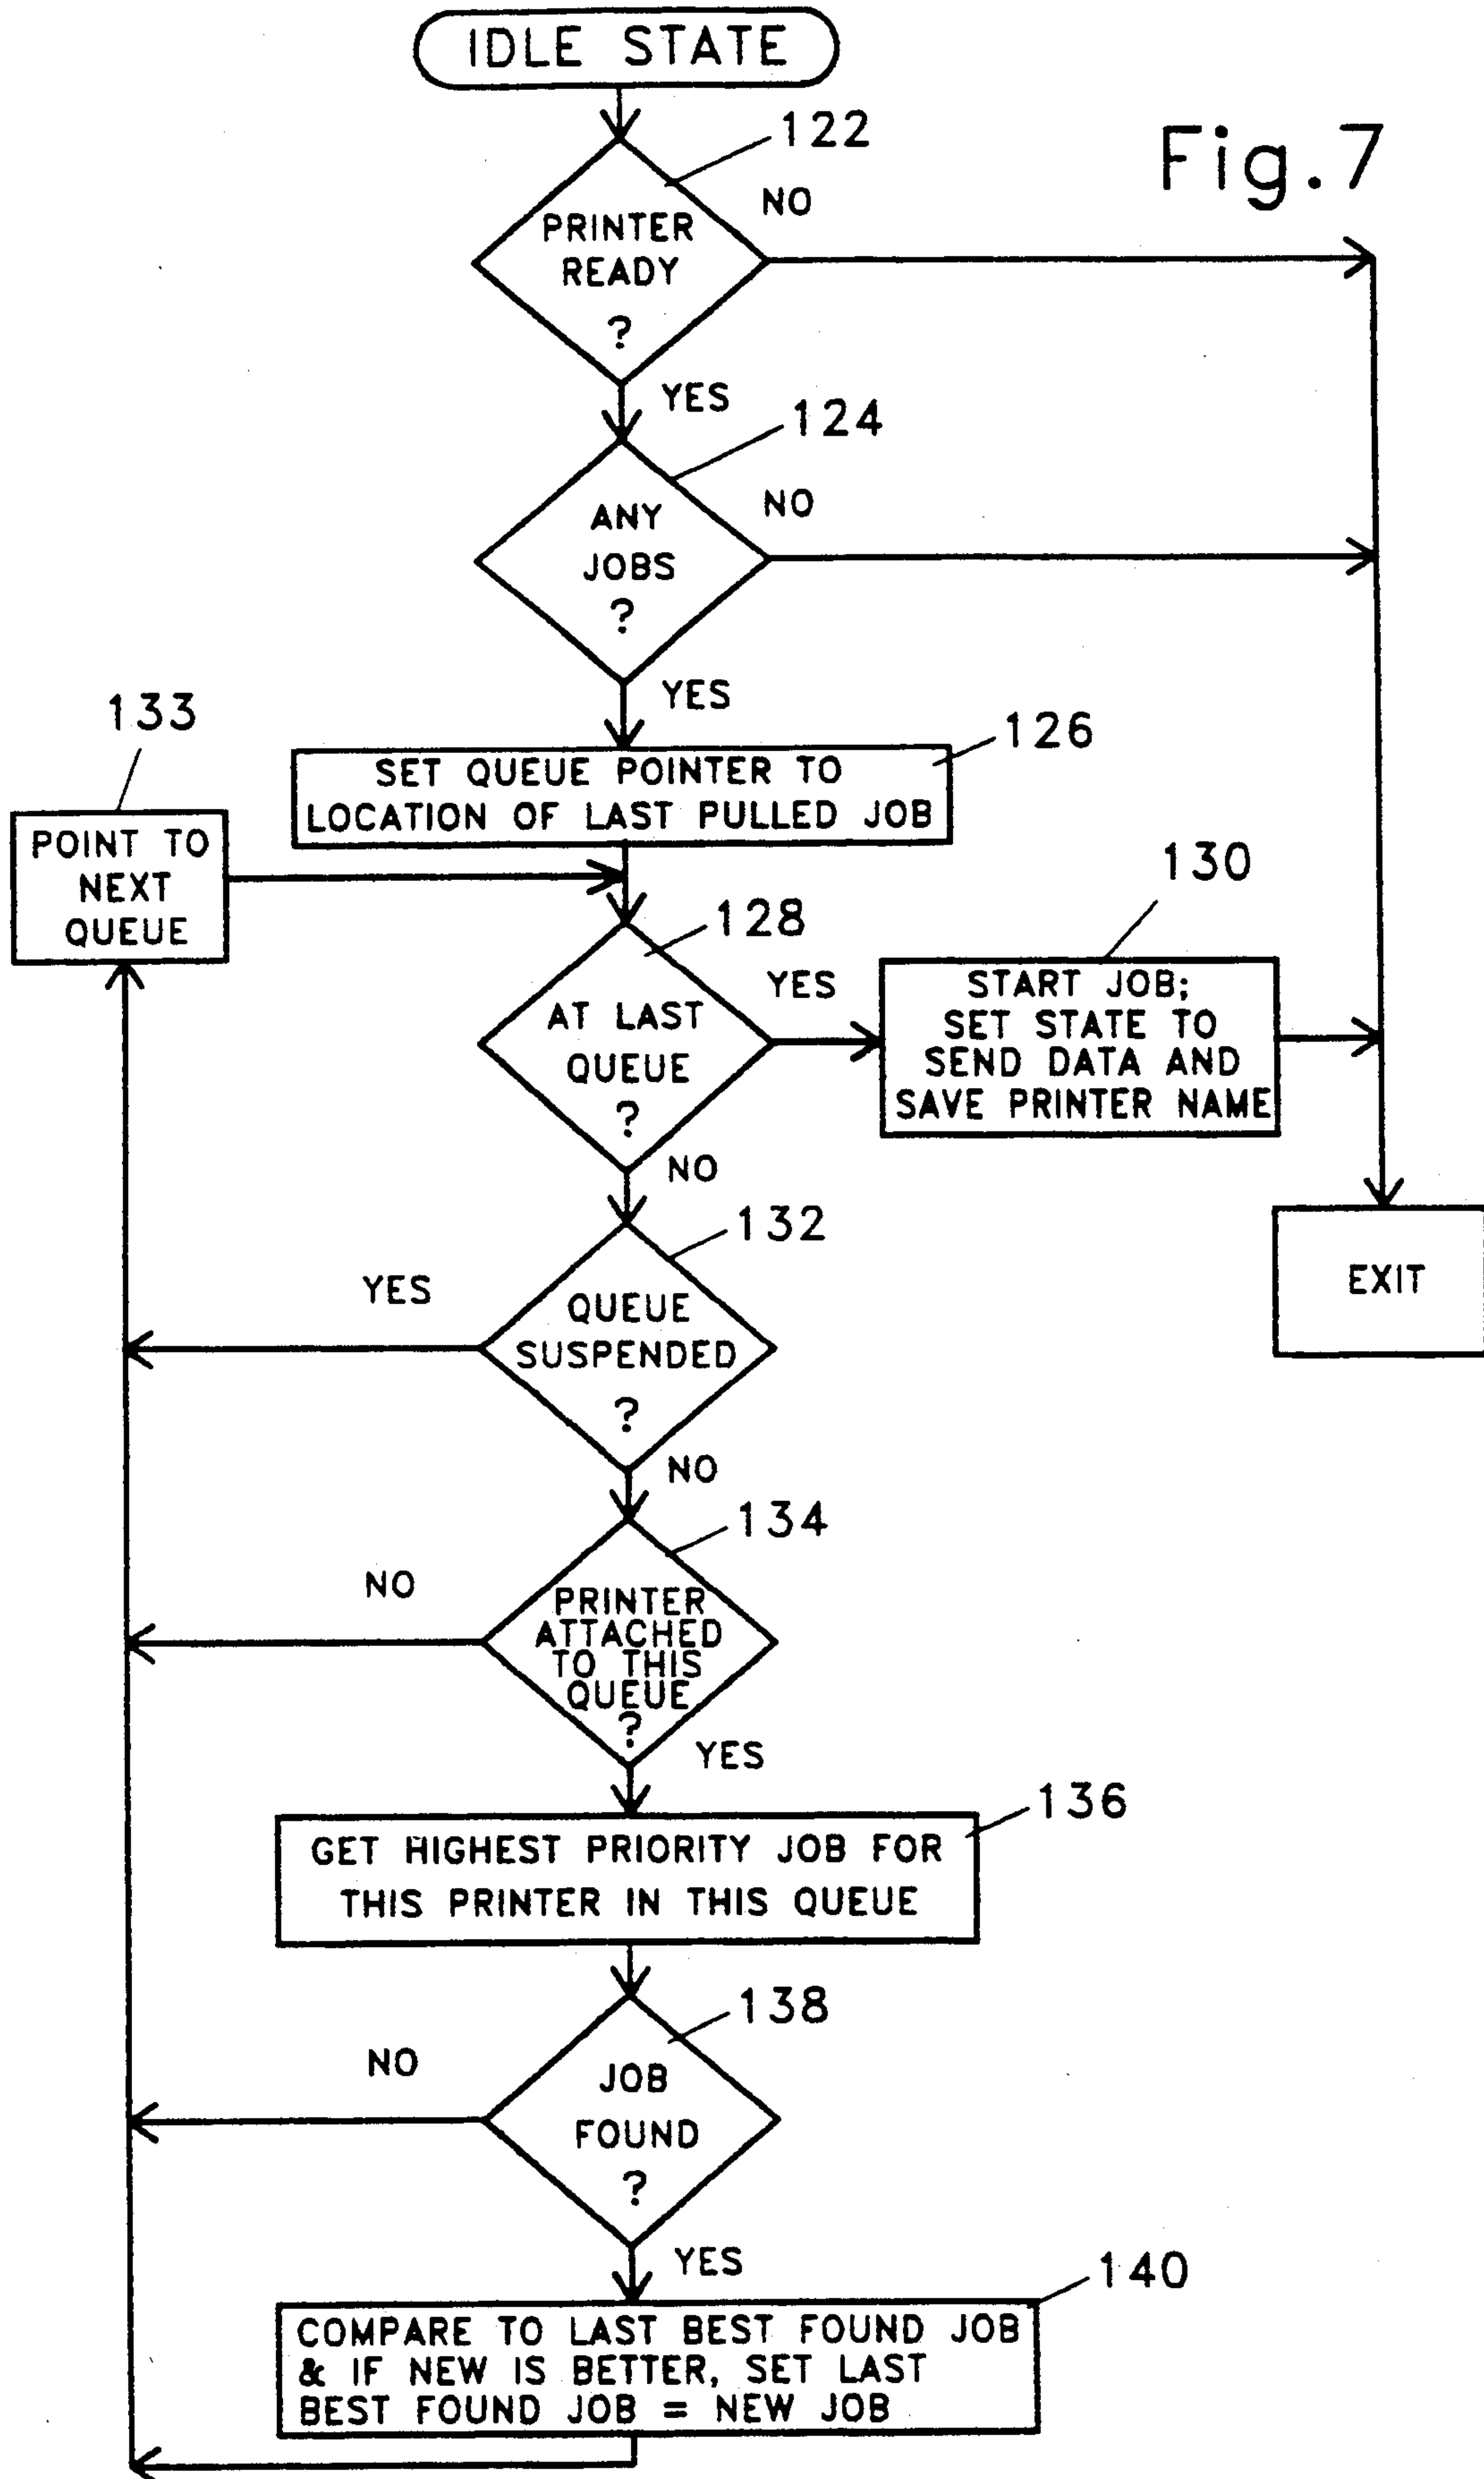 IDLE STATE
122
Fig.7
NO
PRINTER
READY
?
YES
124
NO
ANY
JOBS
?
YES
133
126
SET QUEUE POINTER TO
LOCATION OF LAST PULLED JOB
POINT TO
NEXT
QUEUE
130
128
YES
AT LAST
QUEUE
?
START JOB;
SET STATE TO
SEND DATA AND
SAVE PRINTER NAME
NO
132
YES
QUEUE
SUSPENDED
?
EXIT
NO
134
NO
PRINTER
ATTACHED
TO THIS
QUEUE
?
YES
136
GET HIGHEST PRIORITY JOB FOR
THIS PRINTER IN THIS QUEUE
138
NO
JOB
FOUND
?
YES
140
COMPARE TO LAST BEST FOUND JOB
& IF NEW IS BETTER, SET LAST
BEST FOUND JOB = NEW JOB